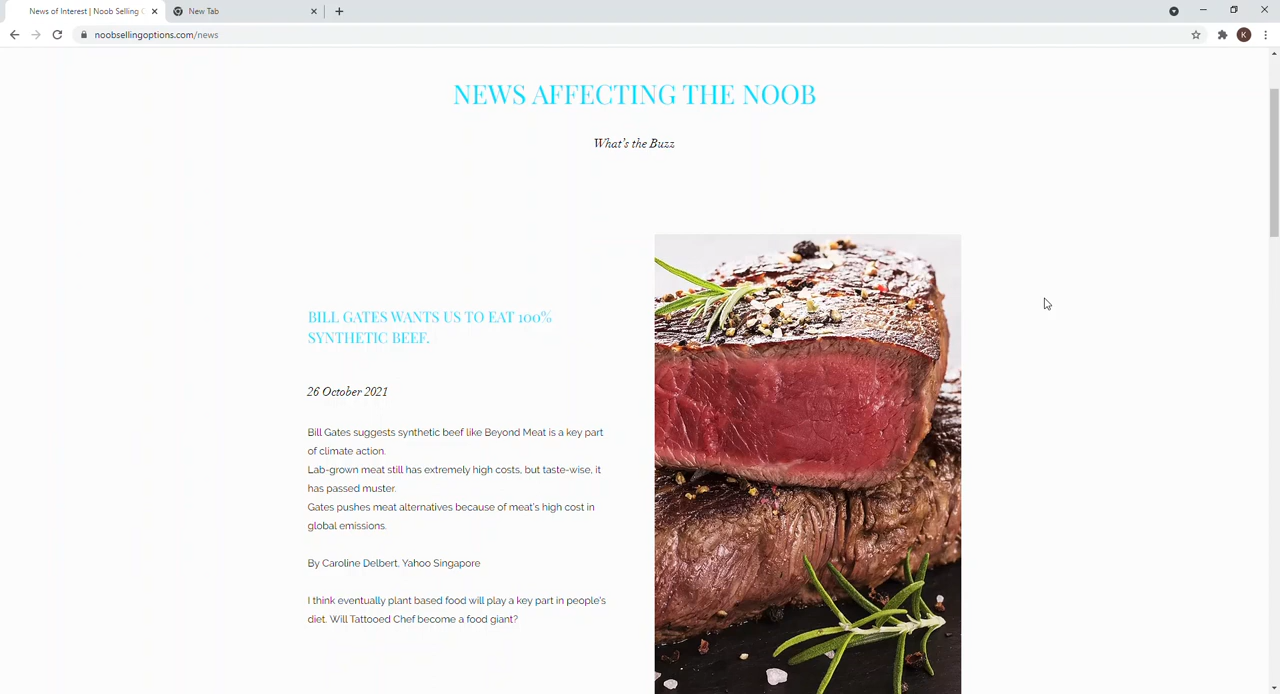 News of Interest | Noob Selling
New Tab
noobsellingoptions.com/news
K
NEWS AFFECTING THE NOOB
What's the Buzz
BILL GATES WANTS US TO EAT 100%
SYNTHETIC BEEF.
26 October 2021
Bill Gates suggests synthetic beef like Beyond Meat is a key part
of climate action.
Lab-grown meat still has extremely high costs, but taste-wise, it
has passed muster.
Gates pushes meat alternatives because of meat's high cost in
global emissions.
By Caroline Delbert, Yahoo Singapore
I think eventually plant based food will play a key part in people's
diet. Will Tattooed Chef become a food giant?